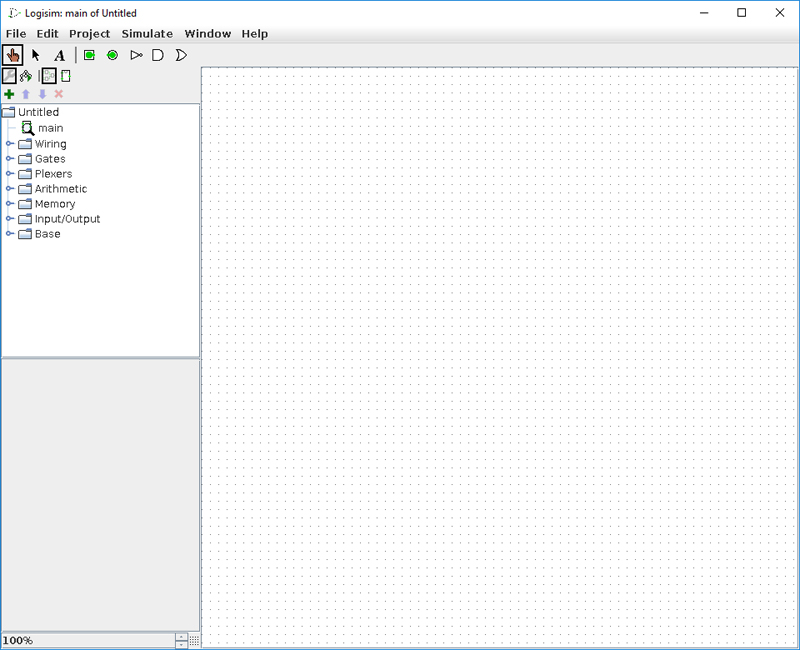 Logisim: main of Untitled
File Edit Project Simulate Window Help
A
Untitled
main
Wiring
Gates
Plexers
Arithmetic
Memory
Input/Output
Base
100%